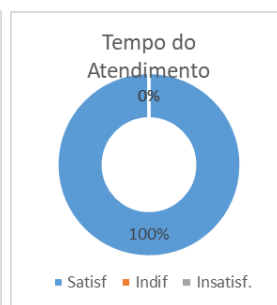 Tempo do
Atendimento
0%
100%
Satisf Indif Insatisf.